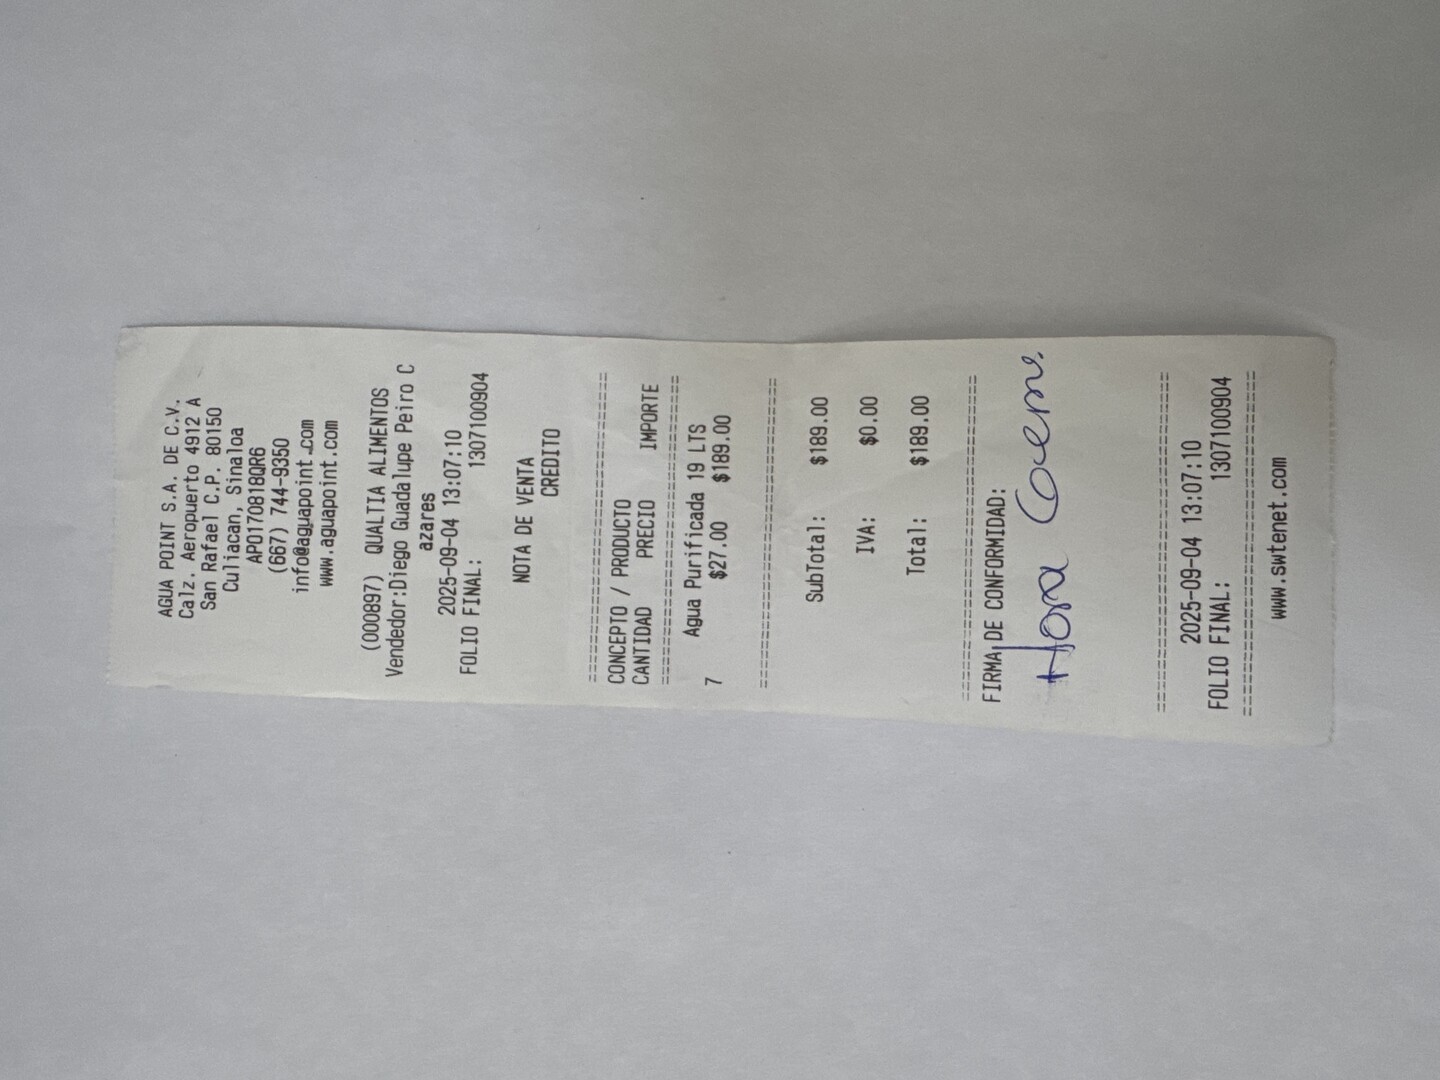 AGUA POINT S.A. DE C.V.
Calz. Aeropuerto 4912 A
San Rafael C.P. 80150
Culiacan, Sinaloa
APO170818QR6
(667) 744-9350
info@aguapoint.com
www.aguapoint.com
(000897) QUALTIA ALIMENTOS
Vendedor:Diego Guadalupe Peiro C
azares
2025-09-04 13:07:10
FOLIO FINAL: 1307100904
NOTA DE VENTA
CREDITO
================================
CONCEPTO / PRODUCTO
CANTIDAD PRECIO IMPORTE
================================
Agua Purificada 19 LTS
7 $27.00 $189.00
================================
SubTotal: $189.00
IVA: $0.00
Total: $189.00
================================
FIRMA DE CONFORMIDAD:
================================
2025-09-04 13:07:10
FOLIO FINAL: 1307100904
================================
www.swtenet.com